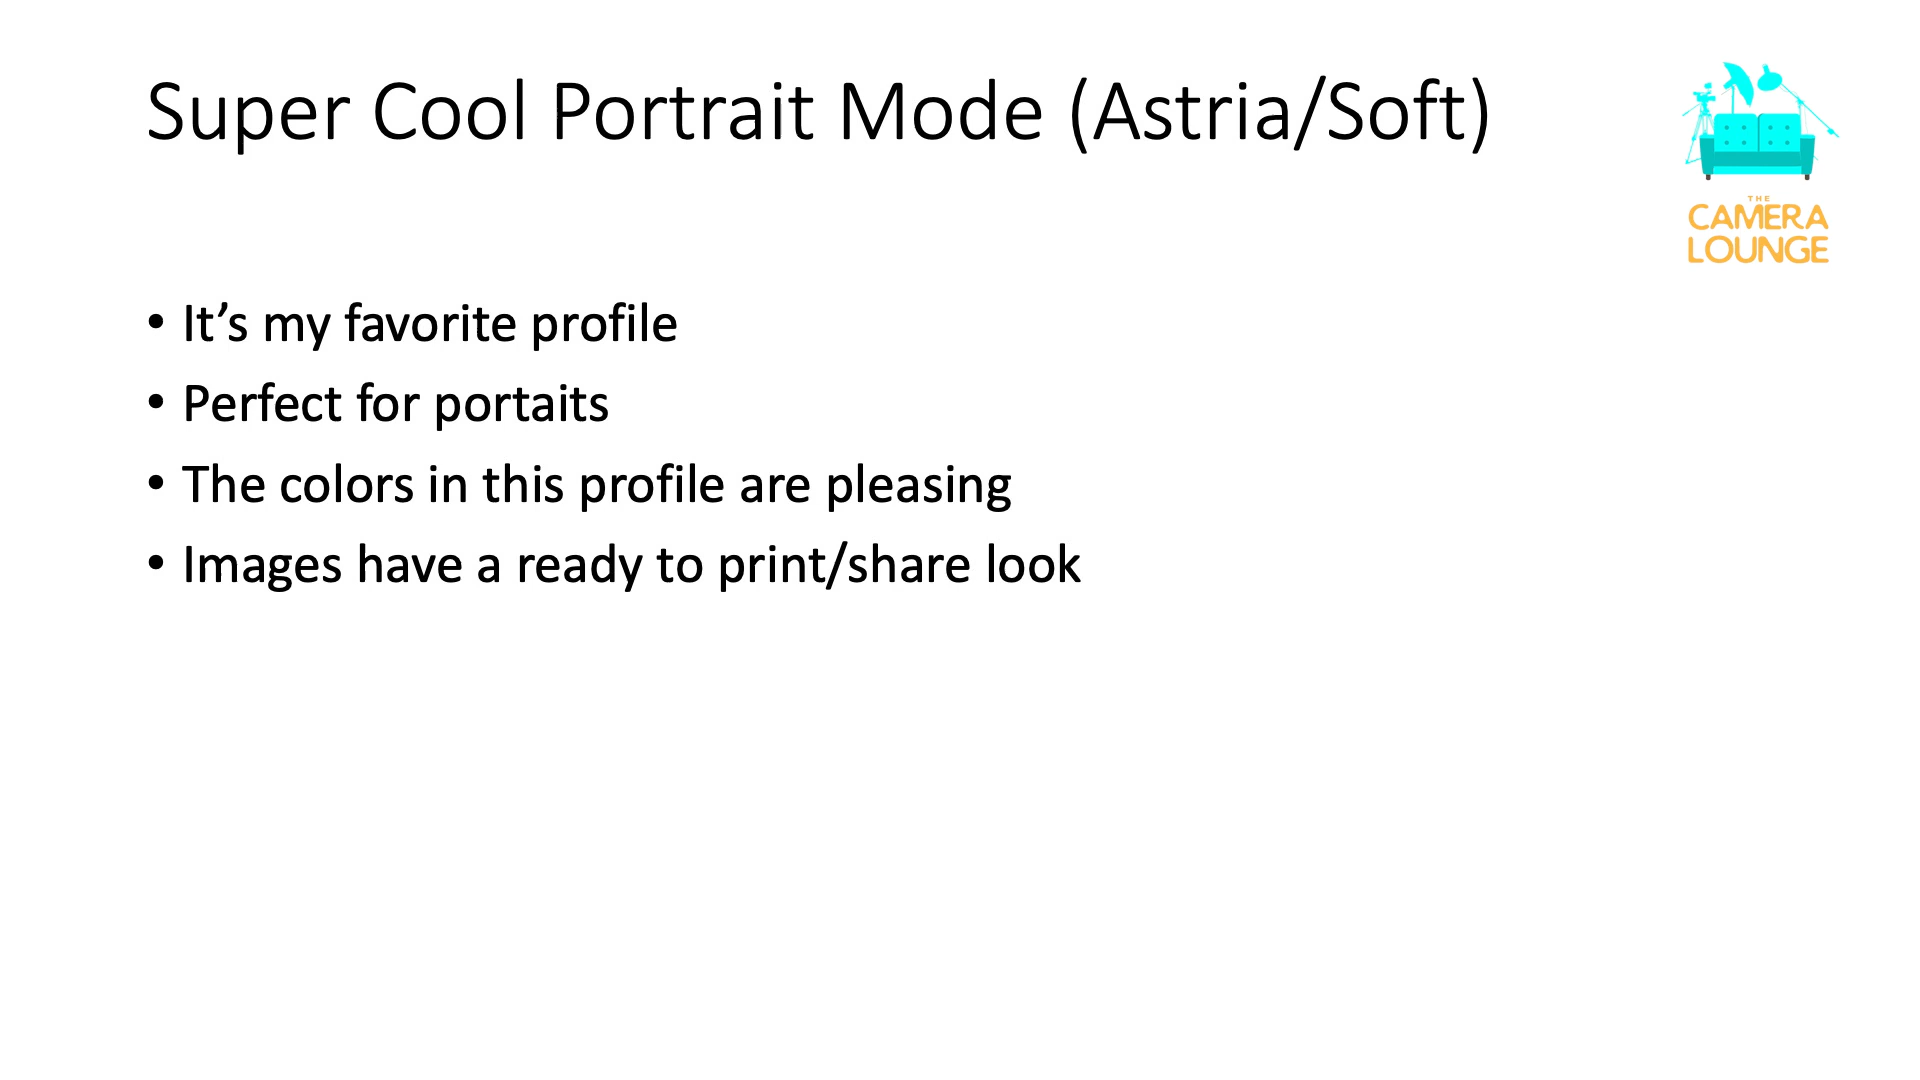 Super Cool Portrait Mode (Astria/Soft)
THE
CAMERA
LOUNGE
• It’s my favorite profile
• Perfect for portaits
• The colors in this profile are pleasing
• Images have a ready to print/share look